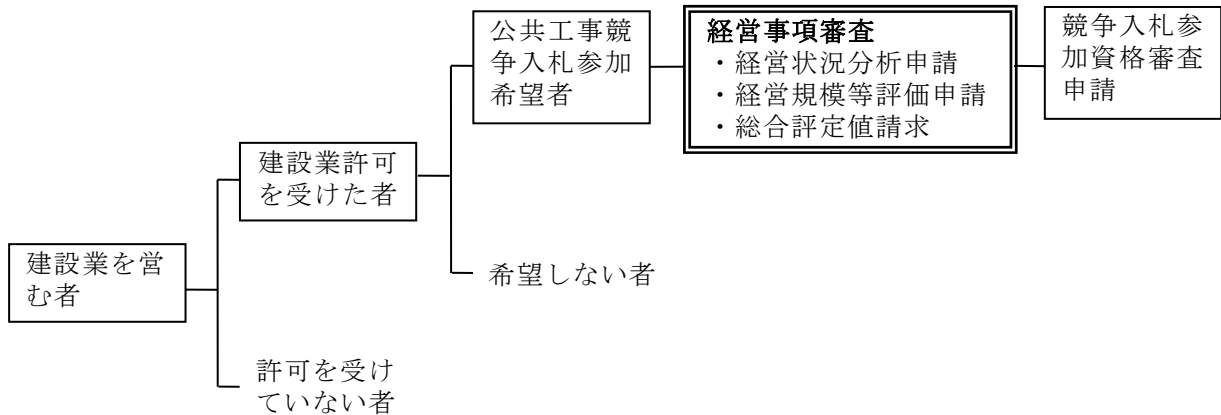 公共工事競
争入札参加
希望者
経営事項審査
・経営状況分析申請
・経営規模等評価申請
・総合評定値請求
競争入札参
加資格審査
申請
建設業許可
を受けた者
建設業を営
む者
希望しない者
許可を受け
ていない者